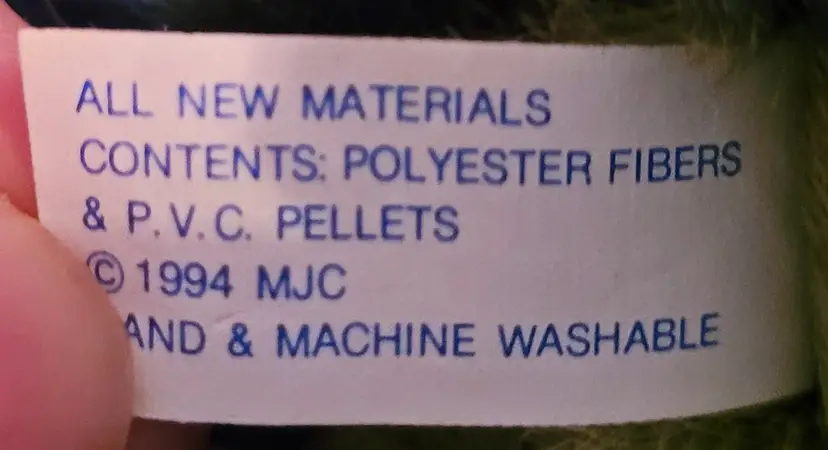 ALL NEW MATERIALS
CONTENTS: POLYESTER FIBERS
& P.V.C. PELLETS
© 1994 MJC
AND & MACHINE WASHABLE